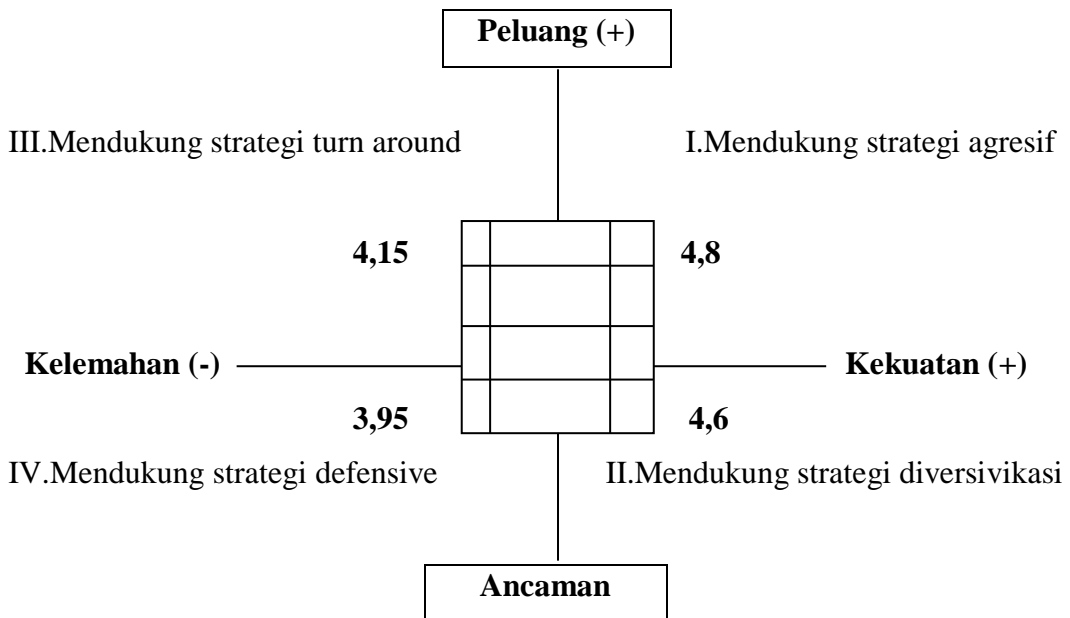 Peluang (+)
III.Mendukung strategi turn around
I.Mendukung strategi agresif
4,15
4,8
Kelemahan (-)
Kekuatan (+)
3,95
4,6
IV.Mendukung strategi defensive
II.Mendukung strategi diversivikasi
Ancaman